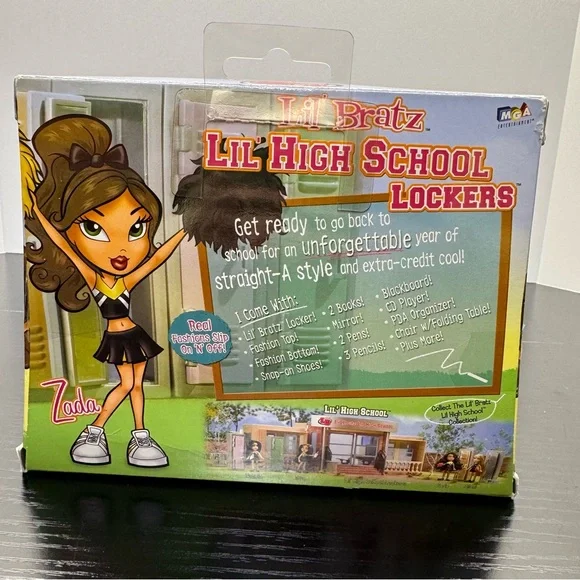 Lil' Bratz™
MGA
ENTERTAINMENT
LIL' HIGH SCHOOL
LOCKERS™
Get ready to go back to
school for an unforgettable year of
straight-A style and extra-credit cool!
I Come With:
• Lil' Bratz Locker!
• Fashion Top!
• Fashion Bottom!
• Snap-on Shoes!
• 2 Books!
• Mirror!
• 2 Pens!
• 3 Pencils!
• Blackboard!
• CD Player!
• PDA Organizer!
• Chair W/Folding Table!
• Plus More!
Real
Fashions Slip
On 'N' Off!
Zada
LIL' HIGH SCHOOL
Collect The Lil' Bratz
Lil' High School™
Collection!